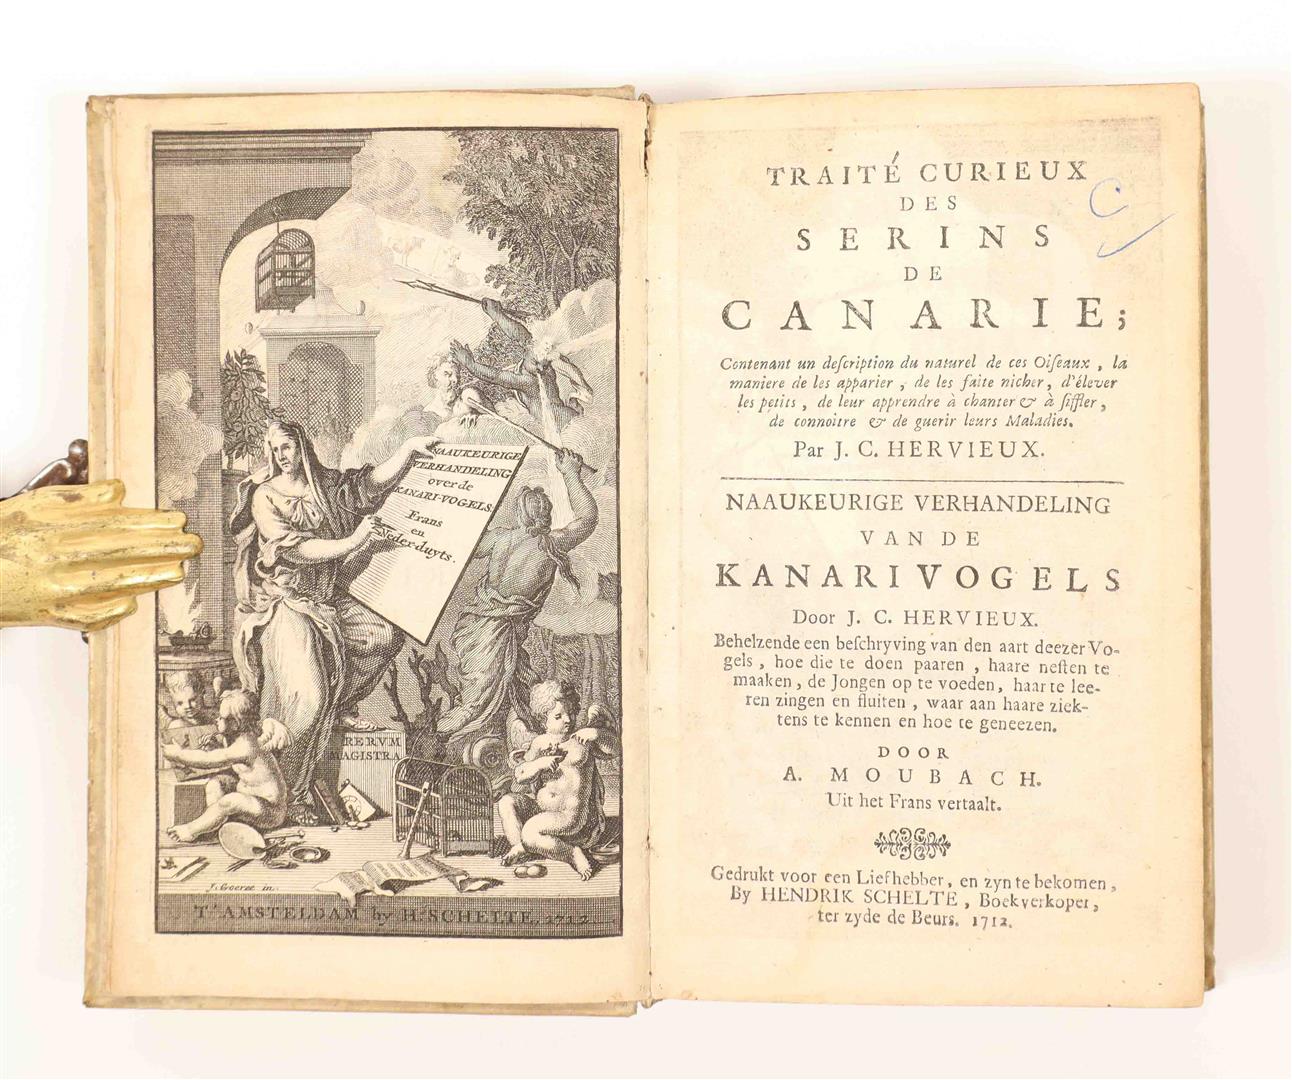 NAAUKEURIGE
VERHANDELING
over de
KANARI-VOGELS.
Frans
en
Neder-duyts.
RERVM
MAGISTRA
J. Goeree in.
T'AMSTELDAM by H. SCHELTE, 1712
TRAITÉ CURIEUX
DES
SERINS
DE
CANARIE;
Contenant un deſcription du naturel de ces Oiſeaux, la
maniere de les apparier, de les faite nicher, d'élever
les petits, de leur apprendre à chanter & à ſiffler,
de connoitre & de guerir leurs Maladies.
Par J. C. HERVIEUX.
NAAUKEURIGE VERHANDELING
VAN DE
KANARIVOGELS
Door J. C. HERVIEUX.
Behelzende een beſchryving van den aart deezer Vo-
gels, hoe die te doen paaren, haare neſten te
maaken, de Jongen op te voeden, haar te lee-
ren zingen en fluiten, waar aan haare ziek-
tens te kennen en hoe te geneezen.
DOOR
A. MOUBACH.
Uit het Frans vertaalt.
Gedrukt voor een Liefhebber, en zyn te bekomen,
By HENDRIK SCHELTE, Boekverkoper,
ter zyde de Beurs. 1712.